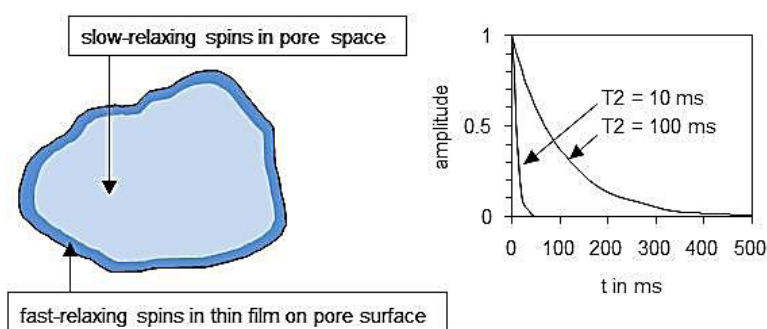 slow-relaxing spins in pore space
fast-relaxing spins in thin film on pore surface
amplitude
1
0.5
0
T2 = 10 ms
T2 = 100 ms
0 100 200 300 400 500
t in ms